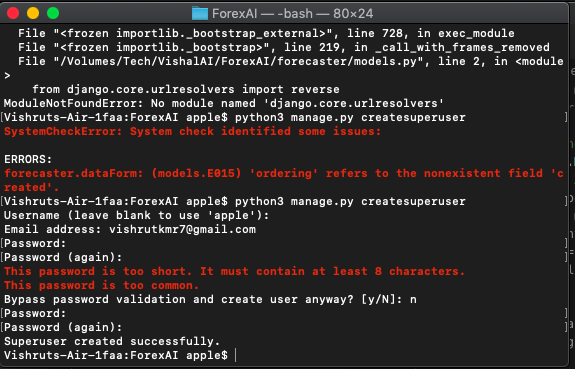 ForexAI — -bash — 80×24
File "<frozen importlib._bootstrap_external>", line 728, in exec_module
File "<frozen importlib._bootstrap>", line 219, in _call_with_frames_removed
File "/Volumes/Tech/VishalAI/ForexAI/forecaster/models.py", line 2, in <module
>
from django.core.urlresolvers import reverse
ModuleNotFoundError: No module named 'django.core.urlresolvers'
[Vishruts-Air-1faa:ForexAI apple$ python3 manage.py createsuperuser ]
SystemCheckError: System check identified some issues:
ERRORS:
forecaster.dataForm: (models.E015) 'ordering' refers to the nonexistent field 'c
reated'.
[Vishruts-Air-1faa:ForexAI apple$ python3 manage.py createsuperuser ]
Username (leave blank to use 'apple'):
Email address: vishrutkmr7@gmail.com
[Password: ]
[Password (again): ]
This password is too short. It must contain at least 8 characters.
This password is too common.
Bypass password validation and create user anyway? [y/N]: n
[Password: ]
[Password (again): ]
Superuser created successfully.
Vishruts-Air-1faa:ForexAI apple$